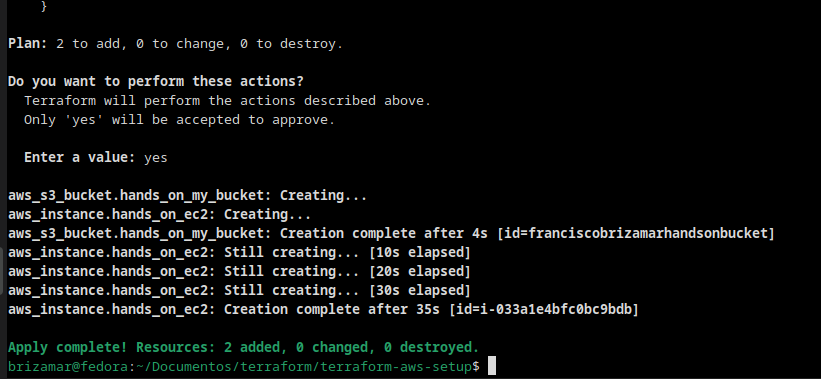 }
Plan: 2 to add, 0 to change, 0 to destroy.
Do you want to perform these actions?
Terraform will perform the actions described above.
Only 'yes' will be accepted to approve.
Enter a value: yes
aws_s3_bucket.hands_on_my_bucket: Creating...
aws_instance.hands_on_ec2: Creating...
aws_s3_bucket.hands_on_my_bucket: Creation complete after 4s [id=franciscobrizamarhandsonbucket]
aws_instance.hands_on_ec2: Still creating... [10s elapsed]
aws_instance.hands_on_ec2: Still creating... [20s elapsed]
aws_instance.hands_on_ec2: Still creating... [30s elapsed]
aws_instance.hands_on_ec2: Creation complete after 35s [id=i-033a1e4bfc0bc9bdb]
Apply complete! Resources: 2 added, 0 changed, 0 destroyed.
brizamar@fedora:~/Documentos/terraform/terraform-aws-setup$